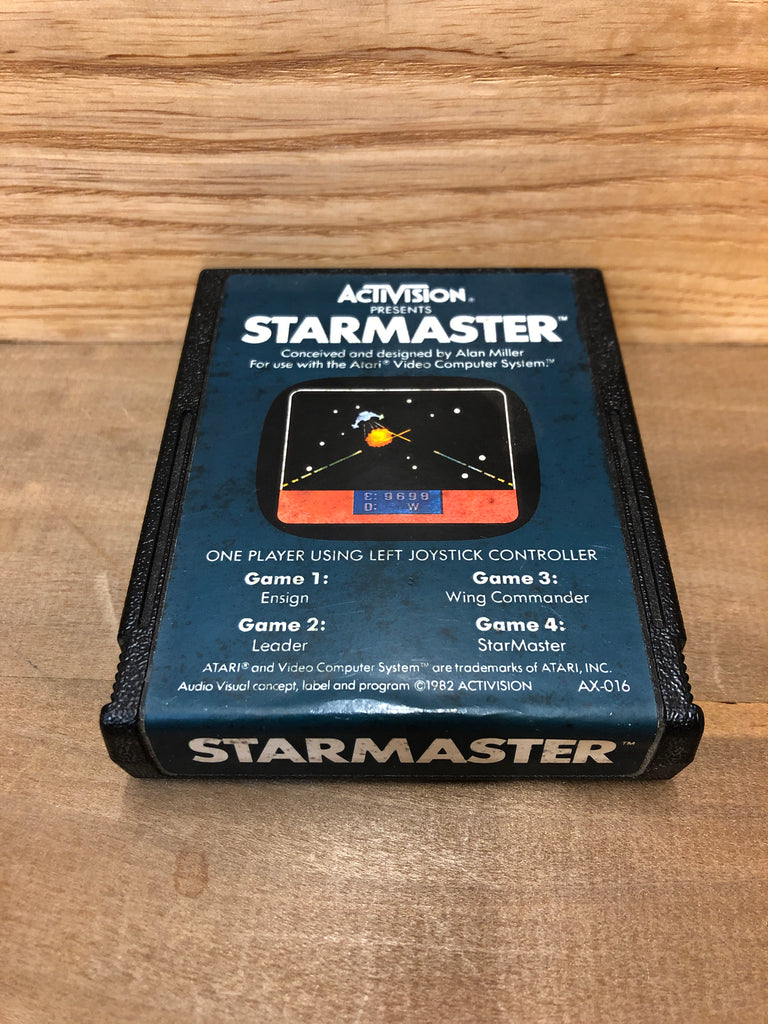 ACTIVISION®
PRESENTS
STARMASTER™
Conceived and designed by Alan Miller
For use with the Atari® Video Computer System.™
E: 9699
D: W
ONE PLAYER USING LEFT JOYSTICK CONTROLLER
Game 1: Game 3:
Ensign Wing Commander
Game 2: Game 4:
Leader StarMaster
ATARI® and Video Computer System™ are trademarks of ATARI, INC.
Audio Visual concept, label and program ©1982 ACTIVISION AX-016
STARMASTER™